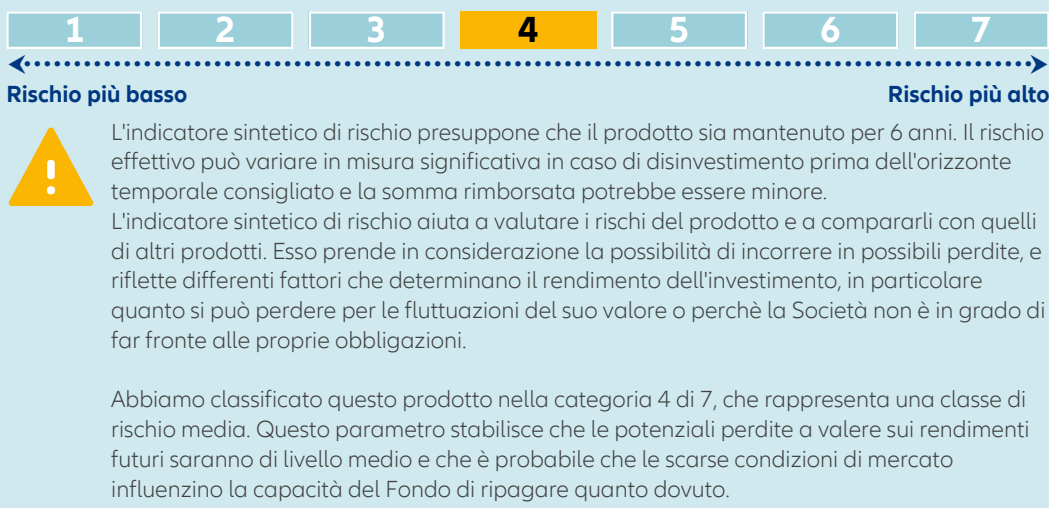 1 2 3 4 5 6 7
Rischio più basso Rischio più alto
L'indicatore sintetico di rischio presuppone che il prodotto sia mantenuto per 6 anni. Il rischio
effettivo può variare in misura significativa in caso di disinvestimento prima dell'orizzonte
temporale consigliato e la somma rimborsata potrebbe essere minore.
L'indicatore sintetico di rischio aiuta a valutare i rischi del prodotto e a compararli con quelli
di altri prodotti. Esso prende in considerazione la possibilità di incorrere in possibili perdite, e
riflette differenti fattori che determinano il rendimento dell'investimento, in particolare
quanto si può perdere per le fluttuazioni del suo valore o perchè la Società non è in grado di
far fronte alle proprie obbligazioni.
Abbiamo classificato questo prodotto nella categoria 4 di 7, che rappresenta una classe di
rischio media. Questo parametro stabilisce che le potenziali perdite a valere sui rendimenti
futuri saranno di livello medio e che è probabile che le scarse condizioni di mercato
influenzino la capacità del Fondo di ripagare quanto dovuto.